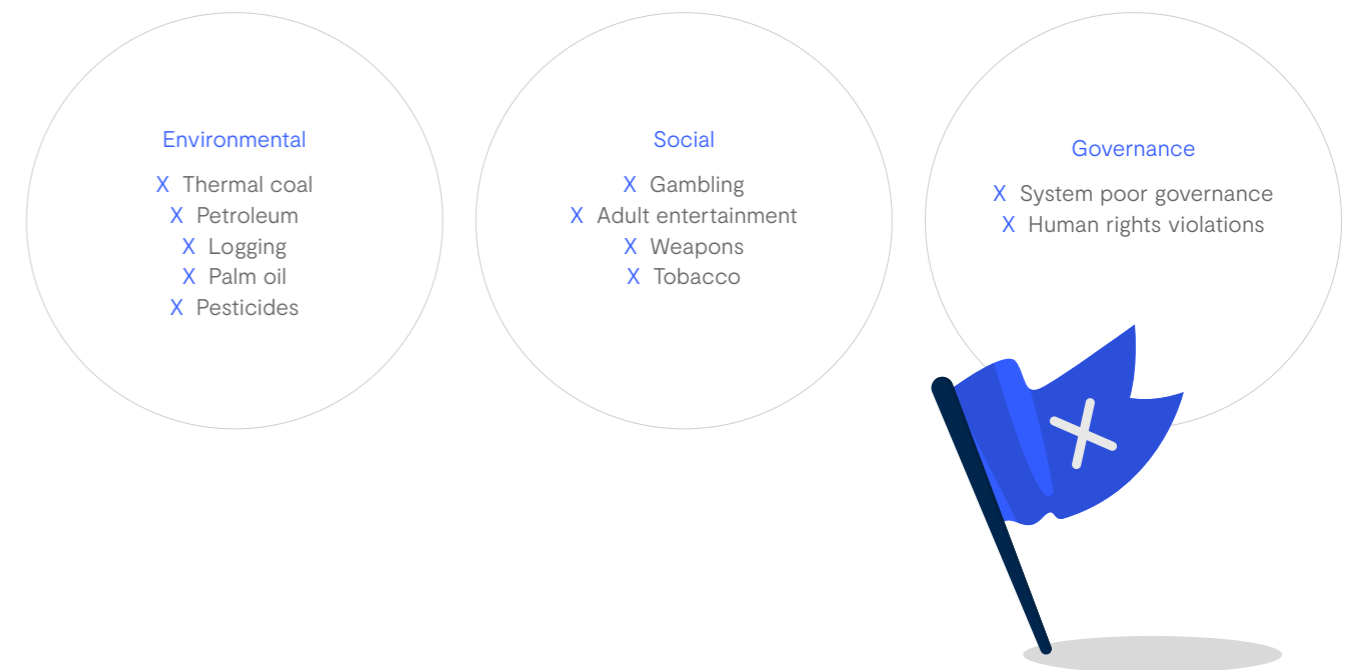 Environmental
X Thermal coal
X Petroleum
X Logging
X Palm oil
X Pesticides
Social
X Gambling
X Adult entertainment
X Weapons
X Tobacco
Governance
X System poor governance
X Human rights violations
X